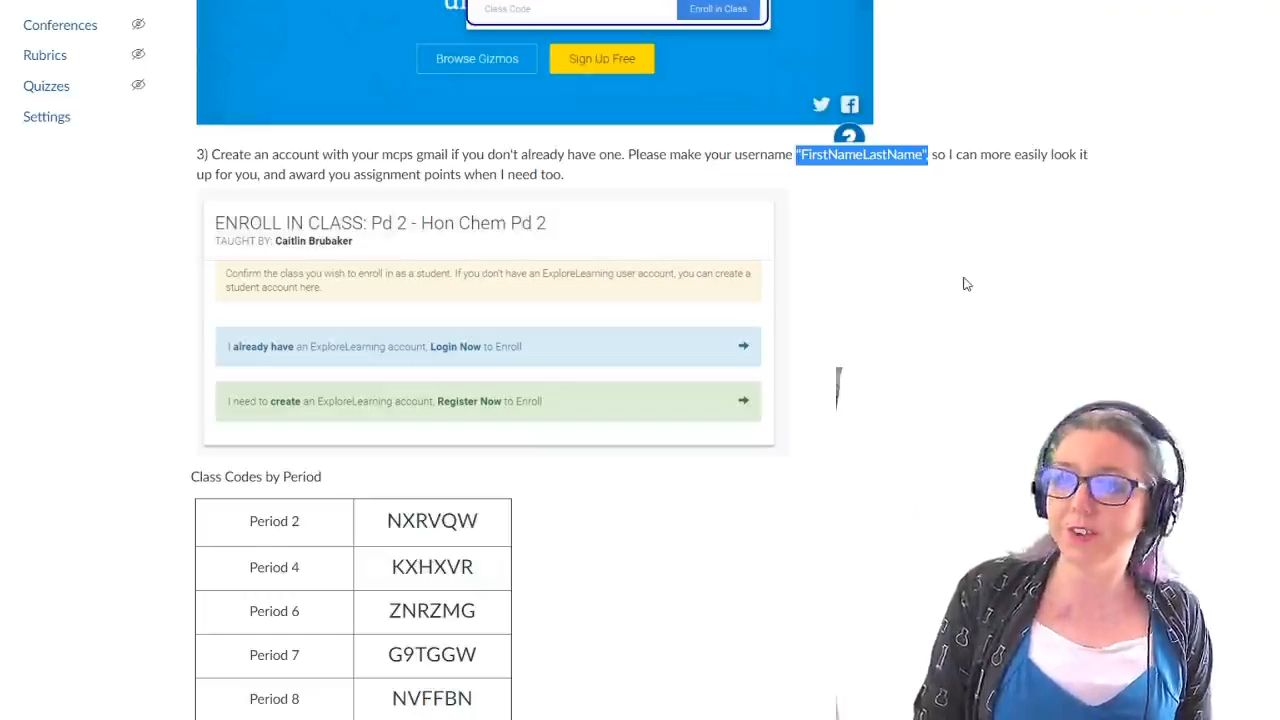 Conferences
Rubrics
Quizzes
Settings
Class Code
Enroll in Class
Browse Gizmos
Sign Up Free
?
3) Create an account with your mcps gmail if you don't already have one. Please make your username "FirstNameLastName", so I can more easily look it
up for you, and award you assignment points when I need too.
ENROLL IN CLASS: Pd 2 - Hon Chem Pd 2
TAUGHT BY: Caitlin Brubaker
Confirm the class you wish to enroll in as a student. If you don't have an ExploreLearning user account, you can create a
student account here.
I already have an ExploreLearning account, Login Now to Enroll
I need to create an ExploreLearning account, Register Now to Enroll
Class Codes by Period
Period 2 NXRVQW
Period 4 KXHXVR
Period 6 ZNRZMG
Period 7 G9TGGW
Period 8 NVFFBN